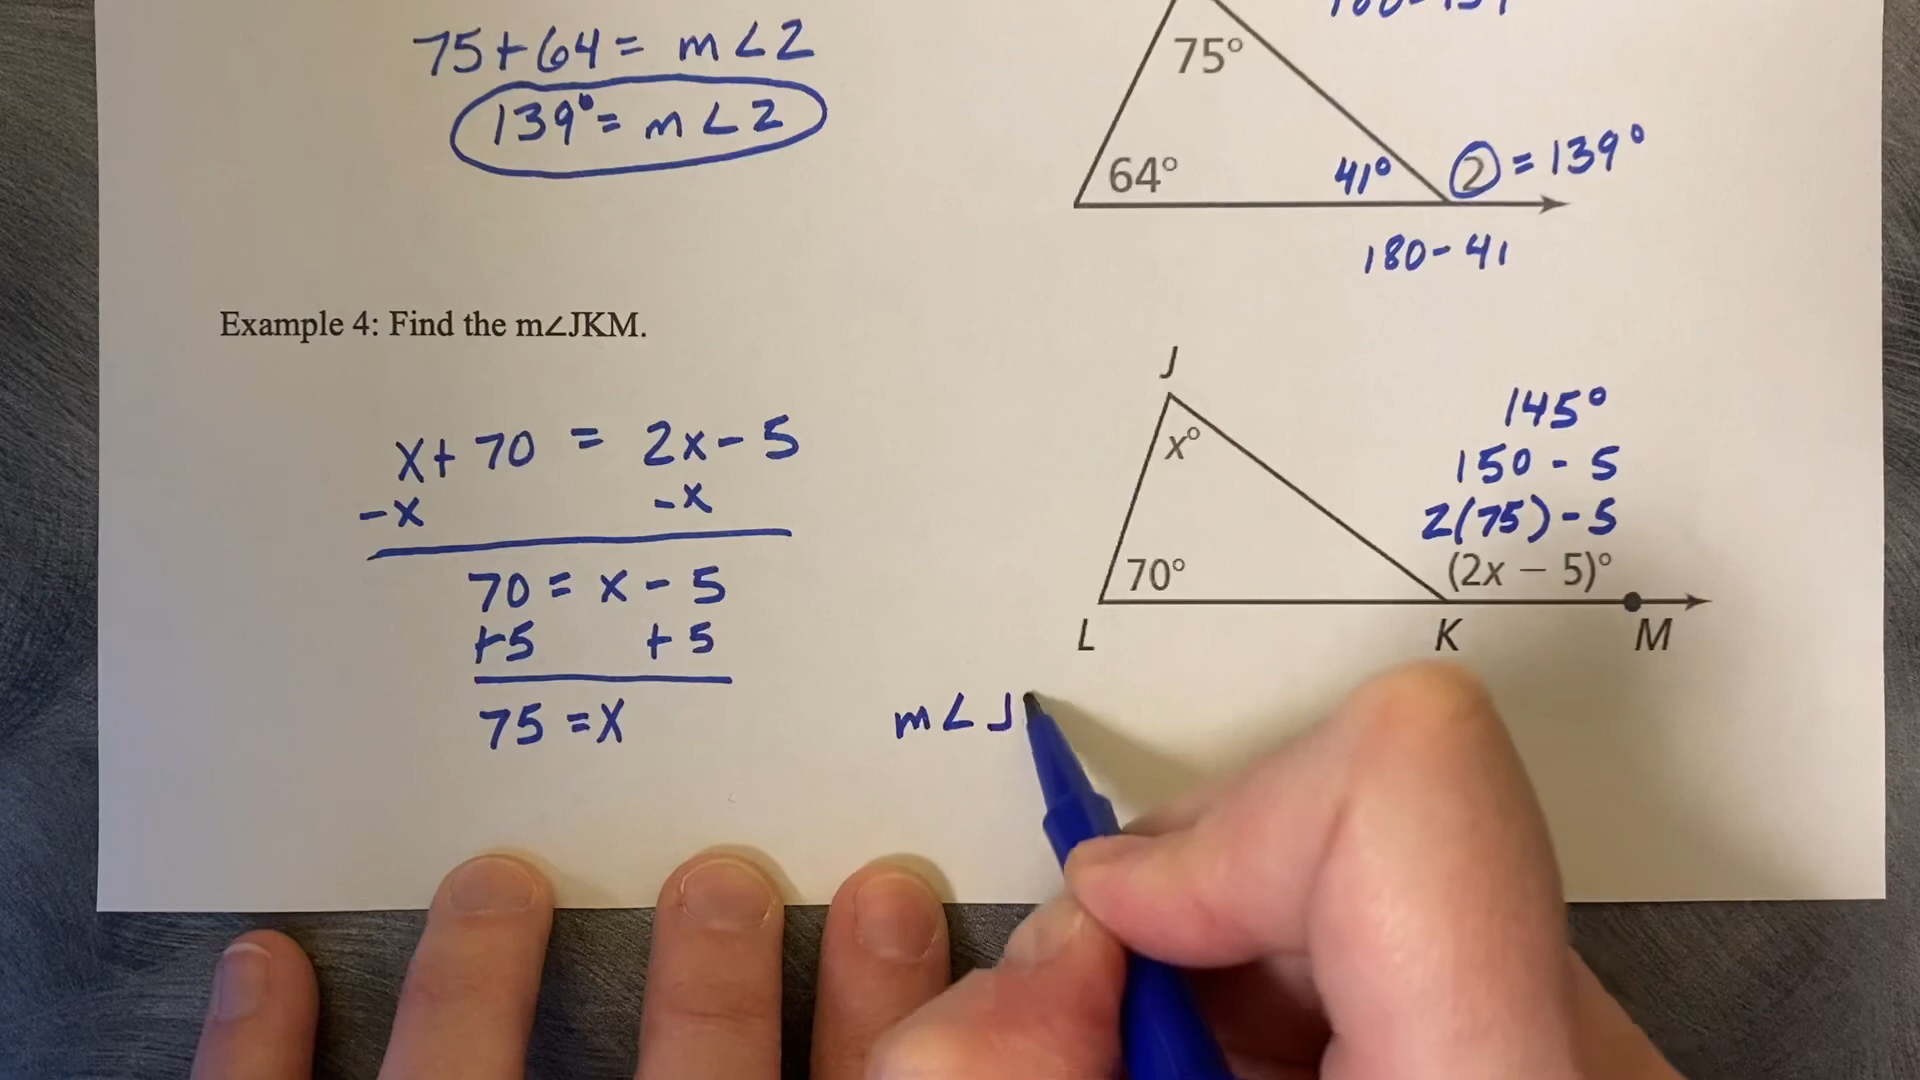 75+64= m∠2
139°= m∠2
75°
64°
41°
2 = 139°
180-41
Example 4: Find the m∠JKM.
x+70 = 2x-5
-x -x
70 = x-5
+5 +5
75 = x
J
x°
70°
145°
150-5
2(75)-5
(2x − 5)°
L
K
M
m∠J